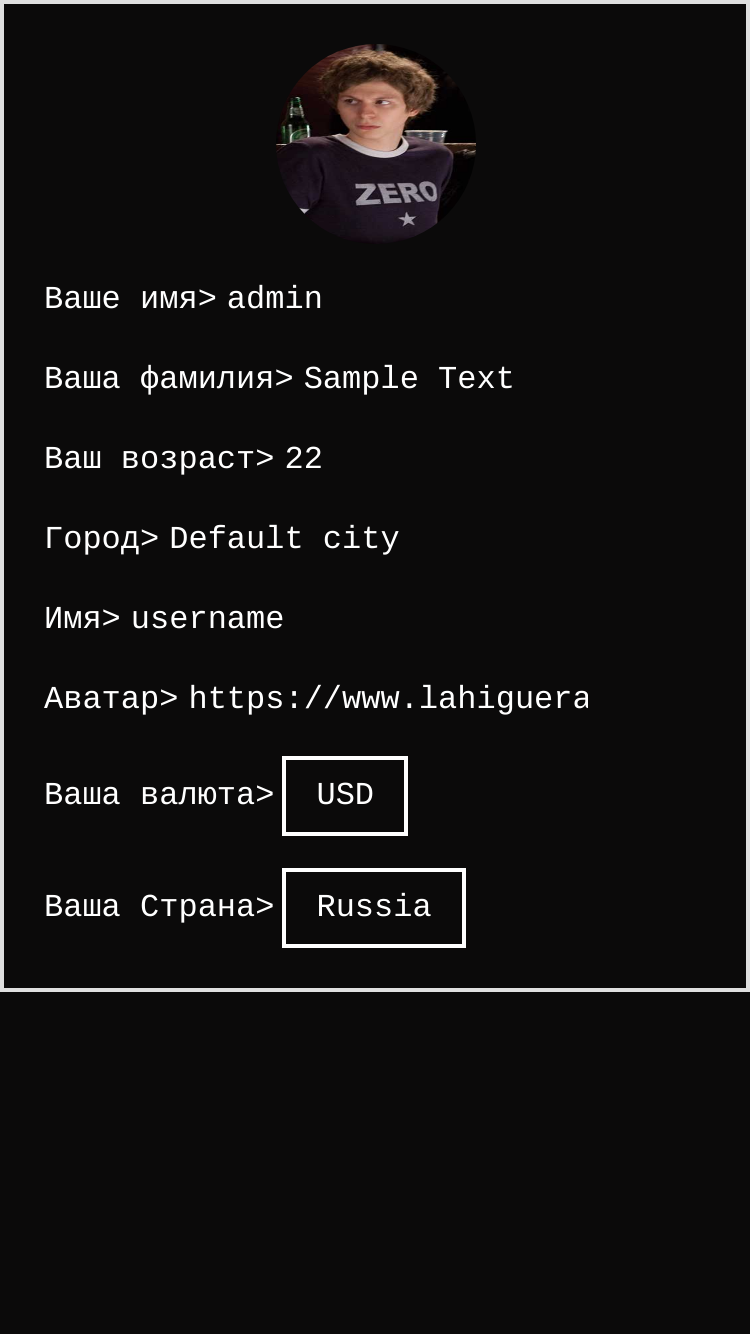 ZERO
Ваше имя> admin
Ваша фамилия> Sample Text
Ваш возраст> 22
Город> Default city
Имя> username
Аватар> https://www.lahiguera
Ваша валюта> USD
Ваша Страна> Russia